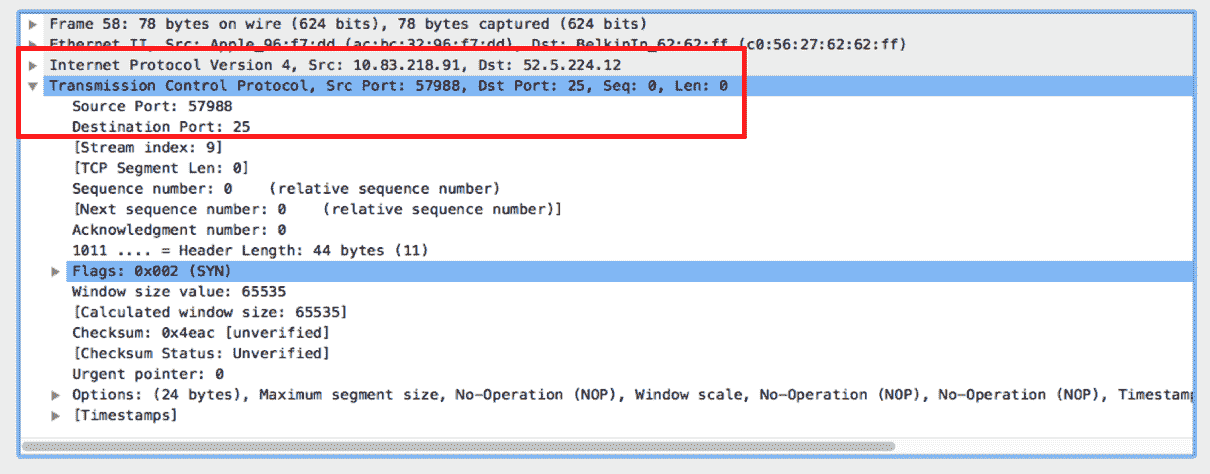 Frame 58: 78 bytes on wire (624 bits), 78 bytes captured (624 bits)
Ethernet II, Src: Apple_96:f7:dd (ac:bc:32:96:f7:dd), Dst: BelkinIn_62:62:ff (c0:56:27:62:62:ff)
Internet Protocol Version 4, Src: 10.83.218.91, Dst: 52.5.224.12
Transmission Control Protocol, Src Port: 57988, Dst Port: 25, Seq: 0, Len: 0
Source Port: 57988
Destination Port: 25
[Stream index: 9]
[TCP Segment Len: 0]
Sequence number: 0    (relative sequence number)
[Next sequence number: 0    (relative sequence number)]
Acknowledgment number: 0
1011 .... = Header Length: 44 bytes (11)
Flags: 0x002 (SYN)
Window size value: 65535
[Calculated window size: 65535]
Checksum: 0x4eac [unverified]
[Checksum Status: Unverified]
Urgent pointer: 0
Options: (24 bytes), Maximum segment size, No-Operation (NOP), Window scale, No-Operation (NOP), No-Operation (NOP), Timestamp
[Timestamps]